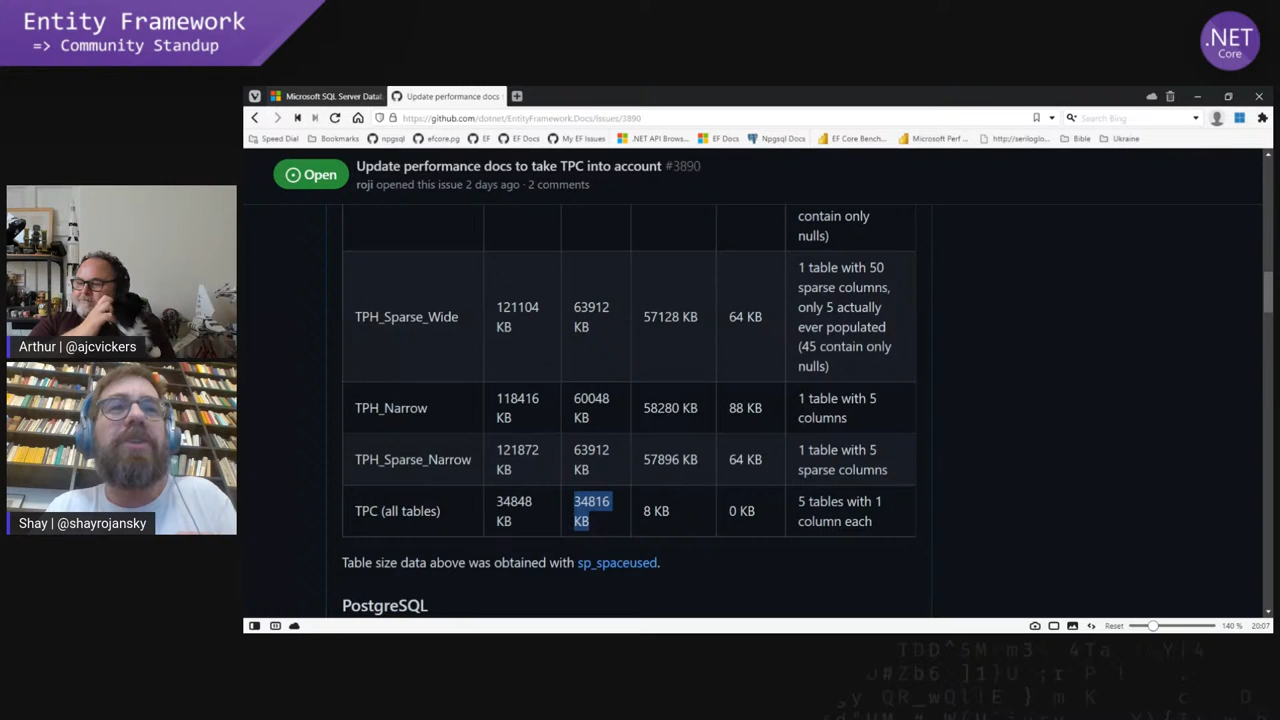 Entity Framework
=> Community Standup
.NET
Core
Microsoft SQL Server Datab
Update performance docs
https://github.com/dotnet/EntityFramework.Docs/issues/3890
Search Bing
Speed Dial
Bookmarks
npgsql
efcore.pg
EF
EF Docs
My EF Issues
.NET API Brows...
EF Docs
Npgsql Docs
EF Core Bench...
Microsoft Perf ...
http://seriloglo...
Bible
Ukraine
Open
Update performance docs to take TPC into account #3890
roji opened this issue 2 days ago · 2 comments
contain only
nulls)
TPH_Sparse_Wide
121104
KB
63912
KB
57128 KB
64 KB
1 table with 50
sparse columns,
only 5 actually
ever populated
(45 contain only
nulls)
TPH_Narrow
118416
KB
60048
KB
58280 KB
88 KB
1 table with 5
columns
TPH_Sparse_Narrow
121872
KB
63912
KB
57896 KB
64 KB
1 table with 5
sparse columns
TPC (all tables)
34848
KB
34816
KB
8 KB
0 KB
5 tables with 1
column each
Table size data above was obtained with sp_spaceused.
PostgreSQL
Reset
140 %
20:07
Arthur | @ajcvickers
Shay | @shayrojansky